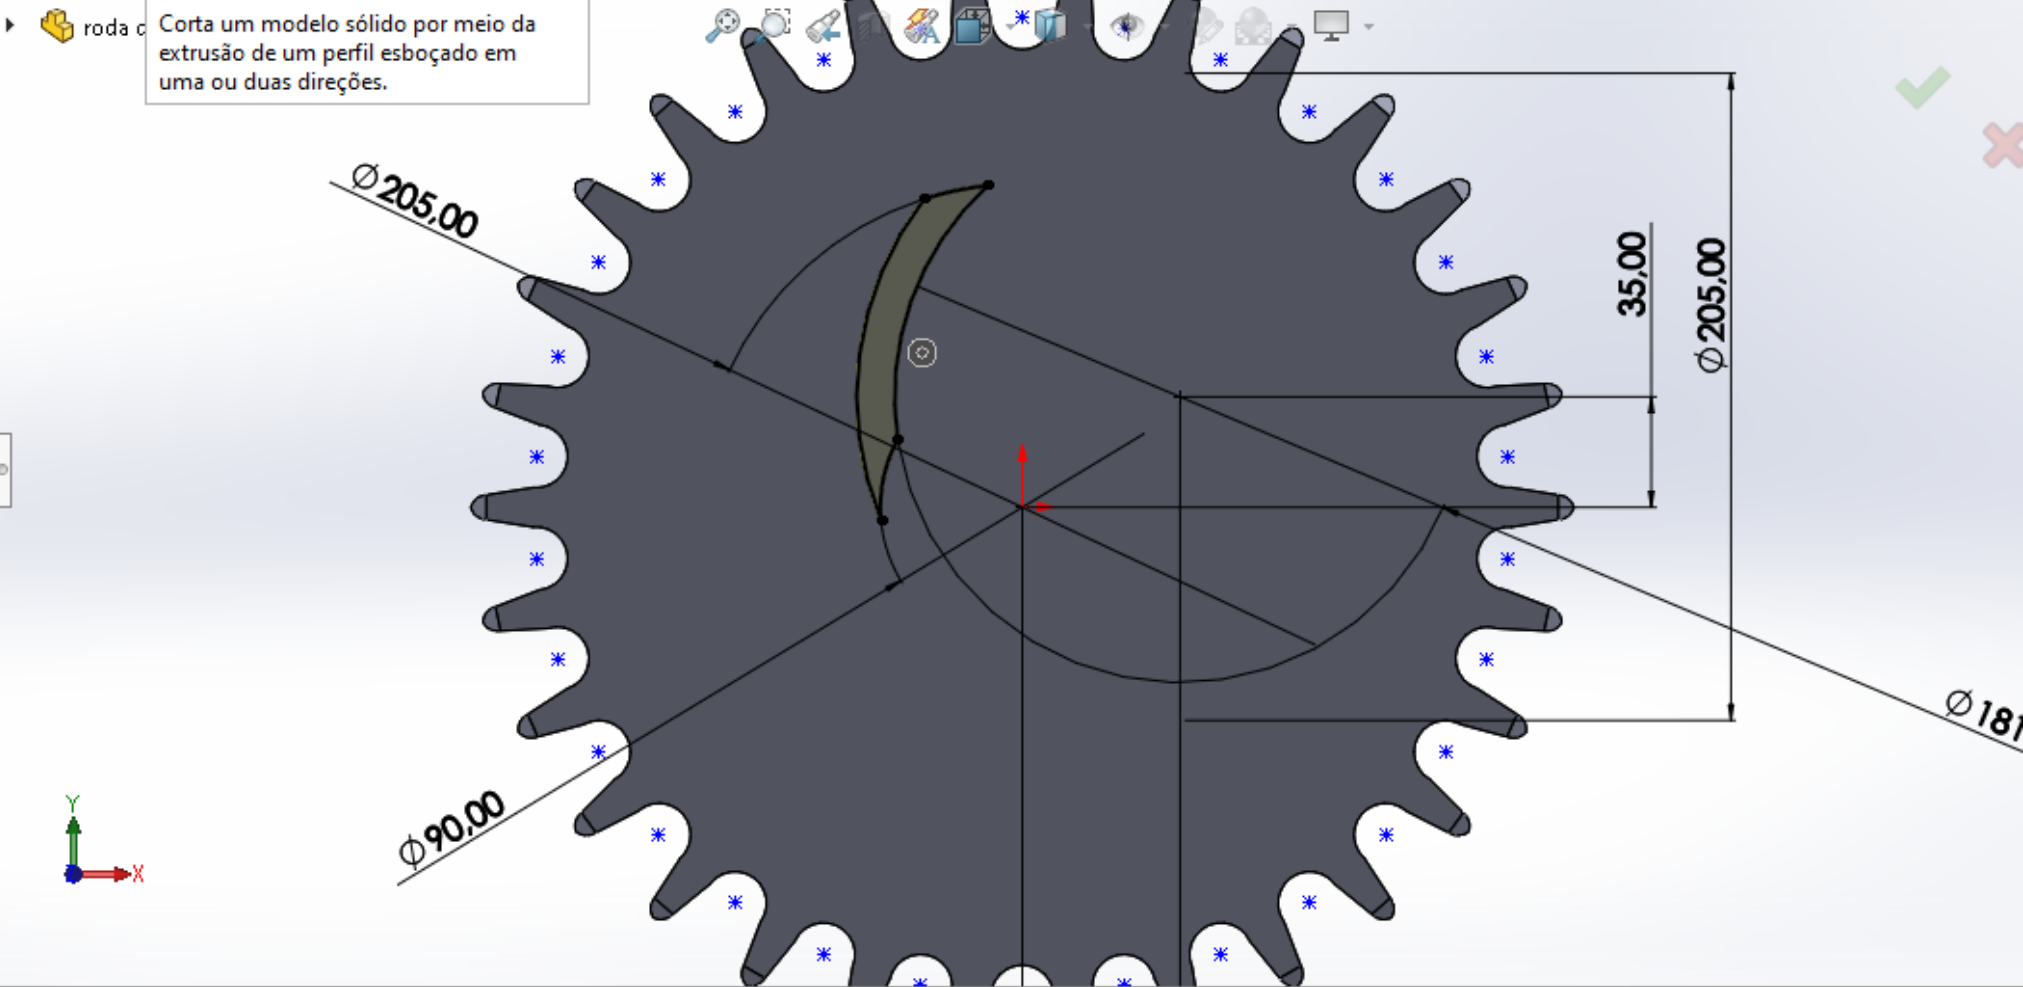 roda c
Corta um modelo sólido por meio da
extrusão de um perfil esboçado em
uma ou duas direções.
Ø205,00
35,00
Ø205,00
Ø181
Ø90,00
Y
X